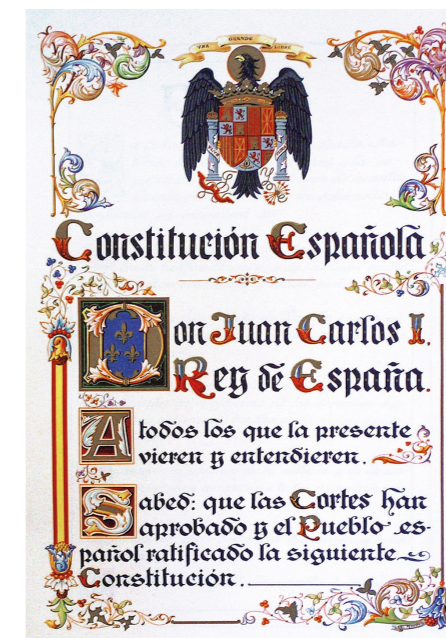 UNA GRANDE LIBRE
Constitución Española
Don Juan Carlos I.
Rey de España.
A todos los que la presente
vieren y entendieren.
Sabed: que las Cortes han
aprobado y el Pueblo es-
pañol ratificado la siguiente
Constitución.